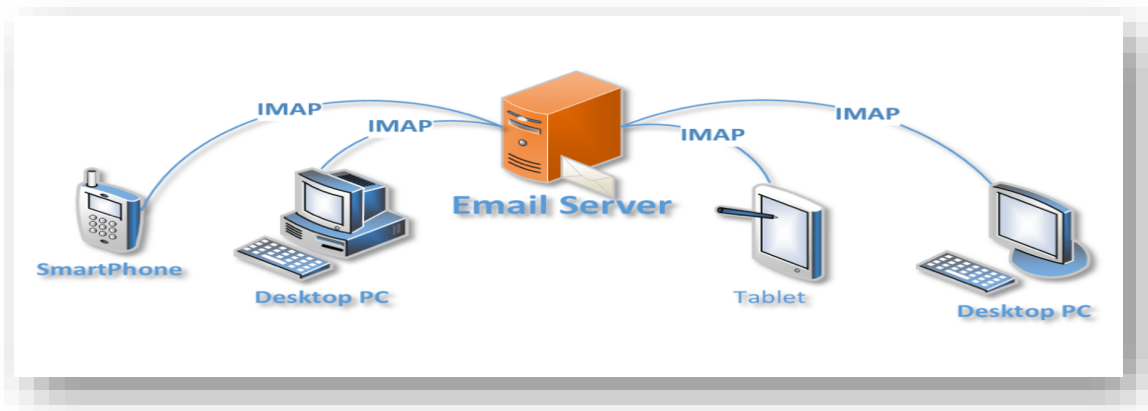 IMAP
IMAP
IMAP
IMAP
Email Server
SmartPhone
Desktop PC
Tablet
Desktop PC